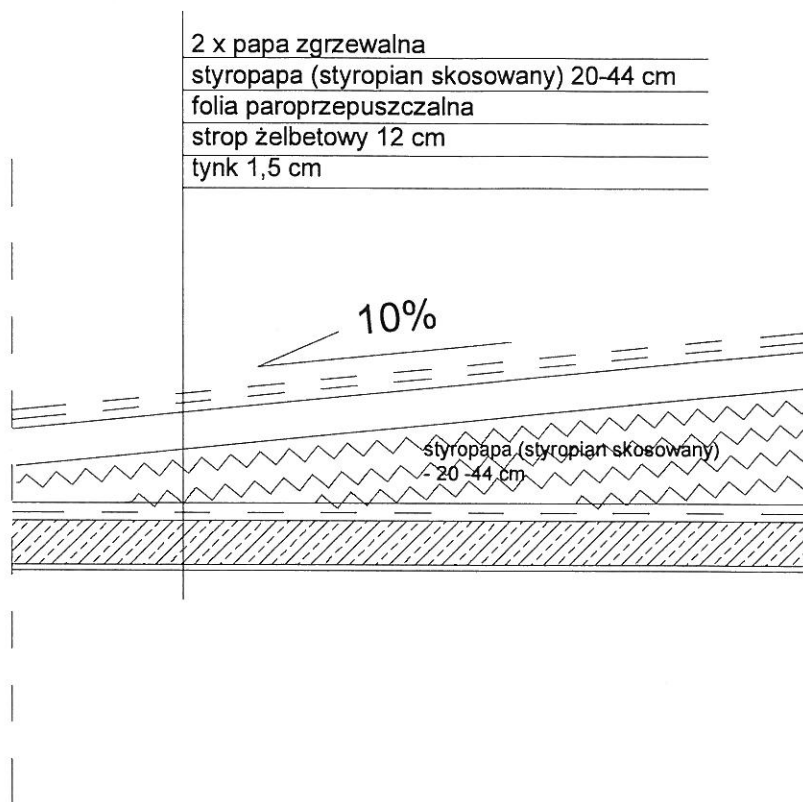 2 x papa zgrzewalna
styropapa (styropian skosowany) 20-44 cm
folia paroprzepuszczalna
strop żelbetowy 12 cm
tynk 1,5 cm
10%
styropapa (styropian skosowany)
- 20 -44 cm